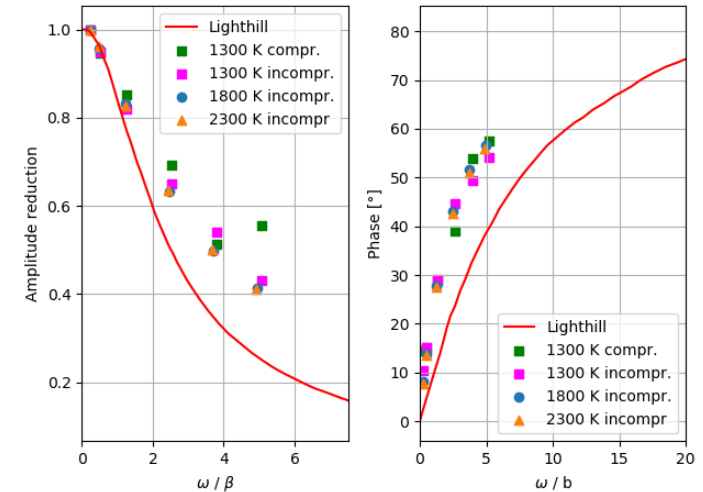 Lighthill
1300 K compr.
1300 K incompr.
1800 K incompr.
2300 K incompr
1.0
0.8
0.6
0.4
0.2
Amplitude reduction
0 2 4 6
ω / β
80
70
60
50
40
30
20
10
0
Phase [°]
Lighthill
1300 K compr.
1300 K incompr.
1800 K incompr.
2300 K incompr
0 5 10 15 20
ω / b